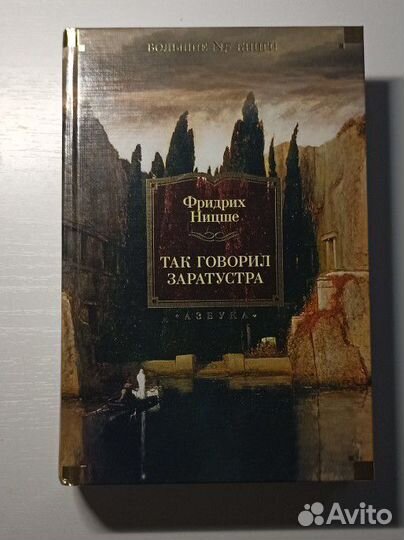 БОЛЬШИЕ КНИГИ
Фридрих
Ницше
ТАК ГОВОРИЛ
ЗАРАТУСТРА
•АЗБУКА•
Avito